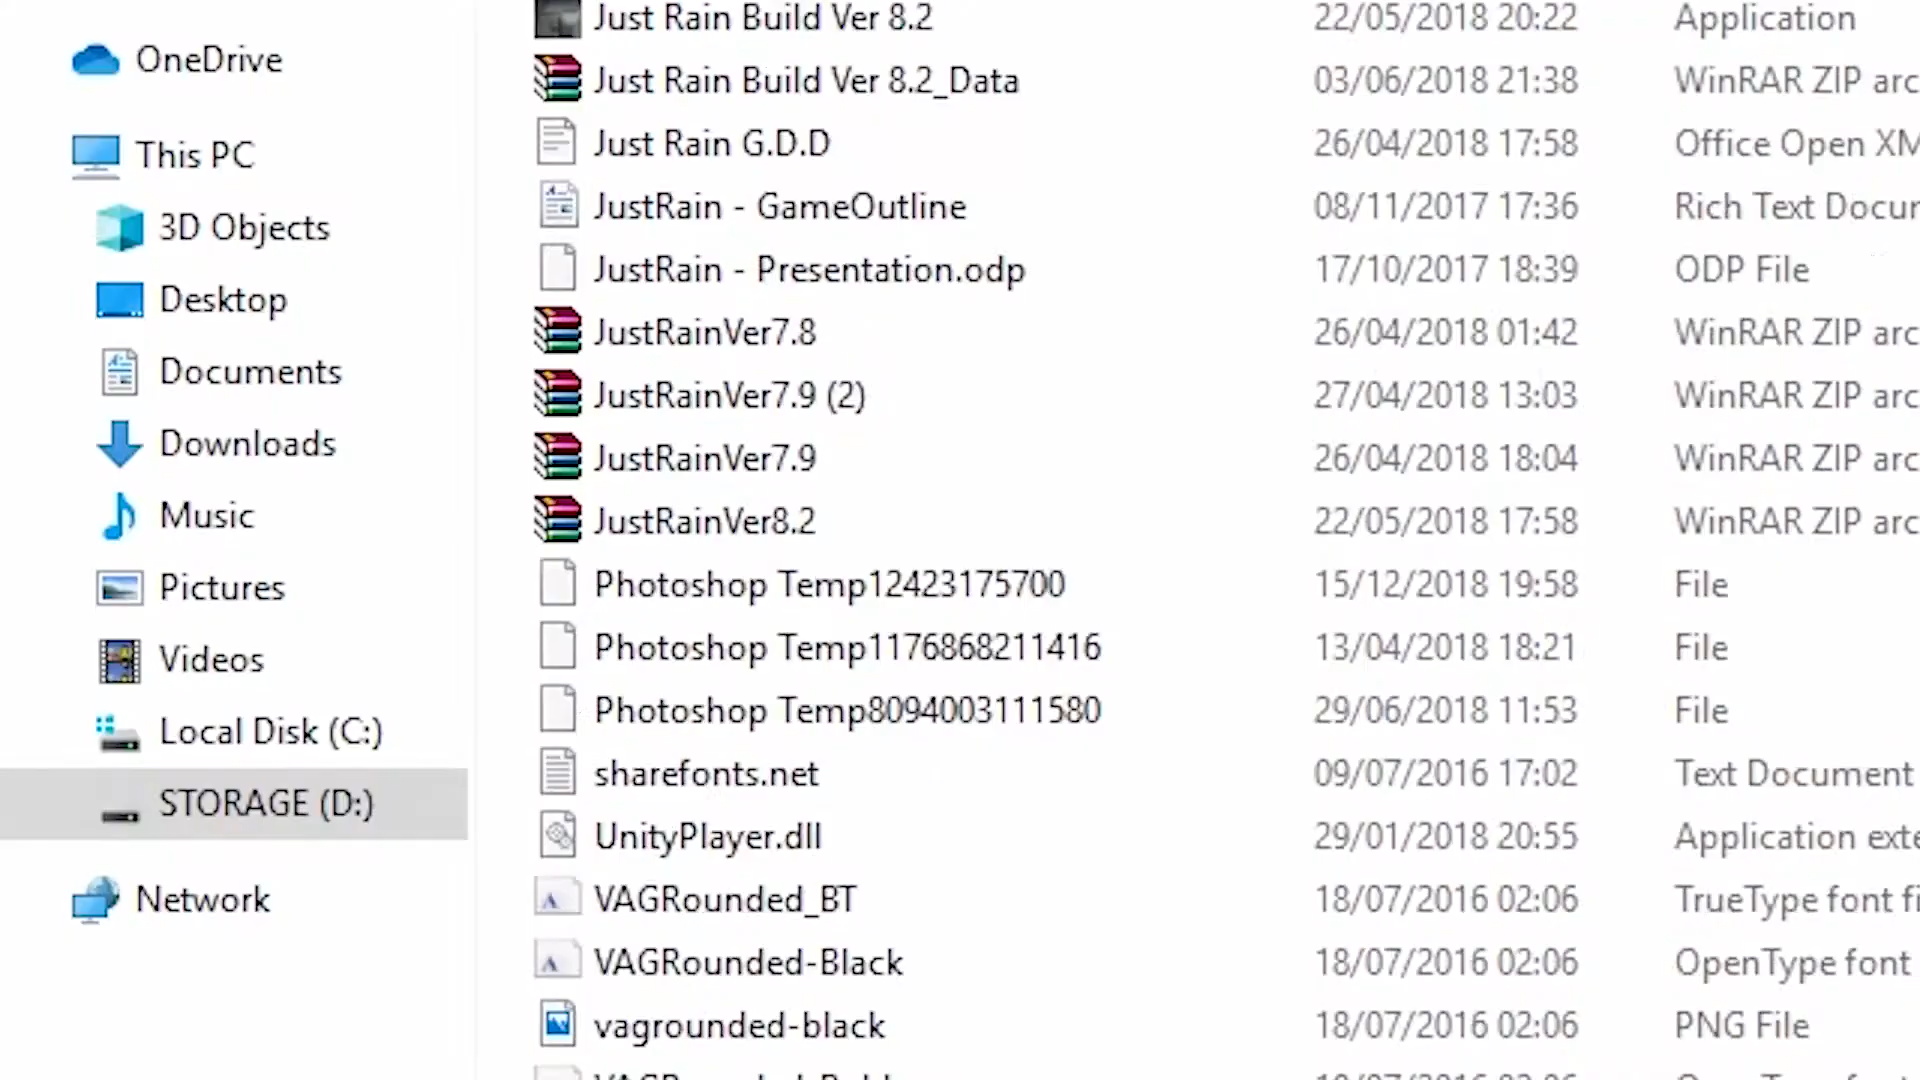 OneDrive
This PC
3D Objects
Desktop
Documents
Downloads
Music
Pictures
Videos
Local Disk (C:)
STORAGE (D:)
Network
Just Rain Build Ver 8.2 22/05/2018 20:22 Application
Just Rain Build Ver 8.2_Data 03/06/2018 21:38 WinRAR ZIP arc
Just Rain G.D.D 26/04/2018 17:58 Office Open XM
JustRain - GameOutline 08/11/2017 17:36 Rich Text Docur
JustRain - Presentation.odp 17/10/2017 18:39 ODP File
JustRainVer7.8 26/04/2018 01:42 WinRAR ZIP arc
JustRainVer7.9 (2) 27/04/2018 13:03 WinRAR ZIP arc
JustRainVer7.9 26/04/2018 18:04 WinRAR ZIP arc
JustRainVer8.2 22/05/2018 17:58 WinRAR ZIP arc
Photoshop Temp12423175700 15/12/2018 19:58 File
Photoshop Temp1176868211416 13/04/2018 18:21 File
Photoshop Temp8094003111580 29/06/2018 11:53 File
sharefonts.net 09/07/2016 17:02 Text Document
UnityPlayer.dll 29/01/2018 20:55 Application exte
VAGRounded_BT 18/07/2016 02:06 TrueType font fi
VAGRounded-Black 18/07/2016 02:06 OpenType font
vagrounded-black 18/07/2016 02:06 PNG File